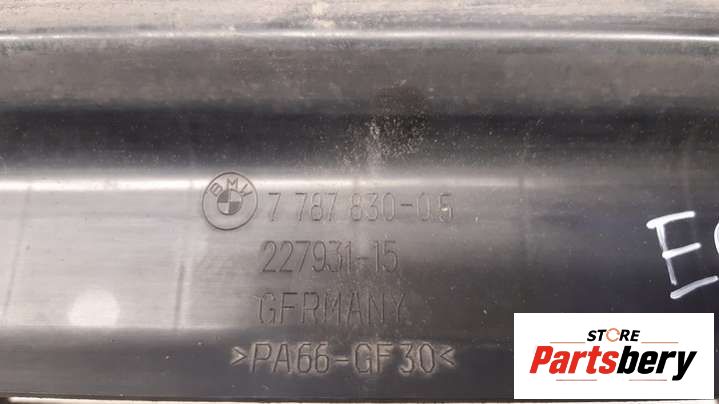 BMW
7 787 830-05
227931-15
GERMANY
>PA66-GF30<
STORE
Partsbery